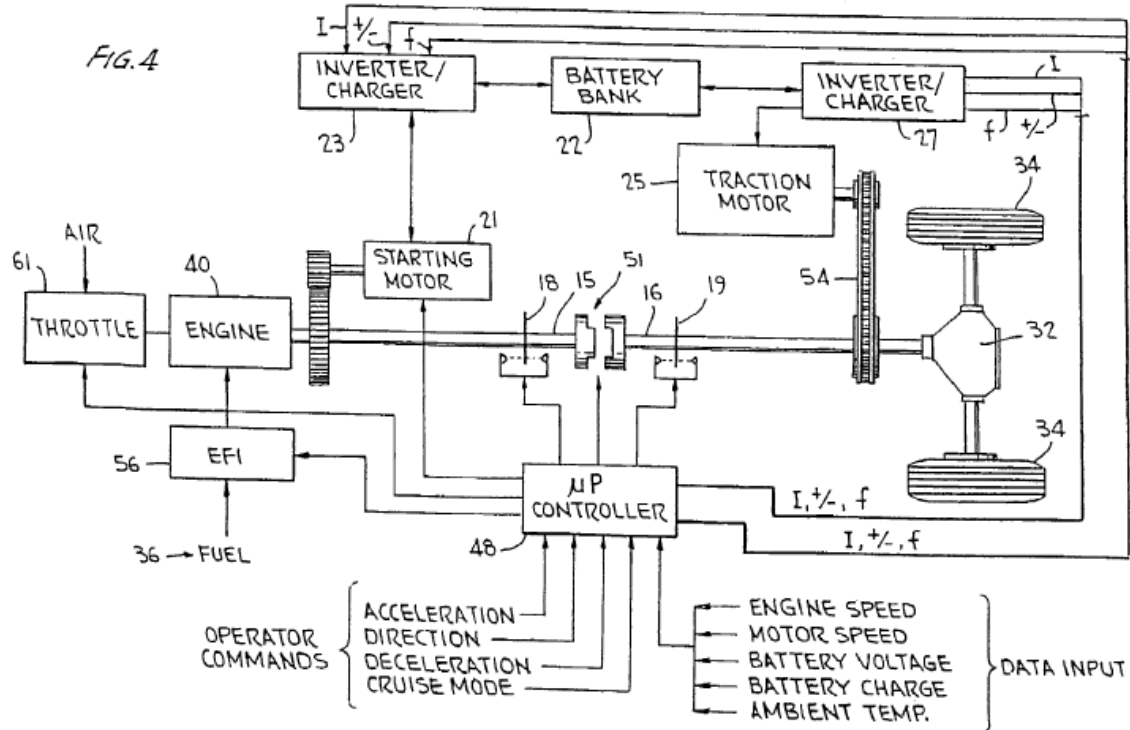 FIG.4
I +/- f
INVERTER/
CHARGER
23
BATTERY
BANK
22
INVERTER/
CHARGER
27
I
f +/-
25
TRACTION
MOTOR
34
AIR
61
THROTTLE
40
ENGINE
21
STARTING
MOTOR
18
15
51
16
19
54
32
56
EFI
34
µP
CONTROLLER
48
I, +/-, f
I, +/-, f
36 → FUEL
OPERATOR
COMMANDS
ACCELERATION
DIRECTION
DECELERATION
CRUISE MODE
ENGINE SPEED
MOTOR SPEED
BATTERY VOLTAGE
BATTERY CHARGE
AMBIENT TEMP.
DATA INPUT